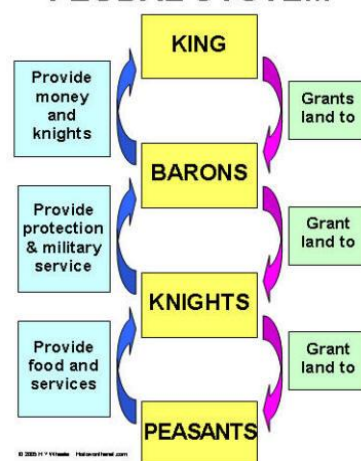 KING
Provide
money
and
knights
Grants
land to
BARONS
Provide
protection
& military
service
Grant
land to
KNIGHTS
Provide
food and
services
Grant
land to
PEASANTS
© 2005